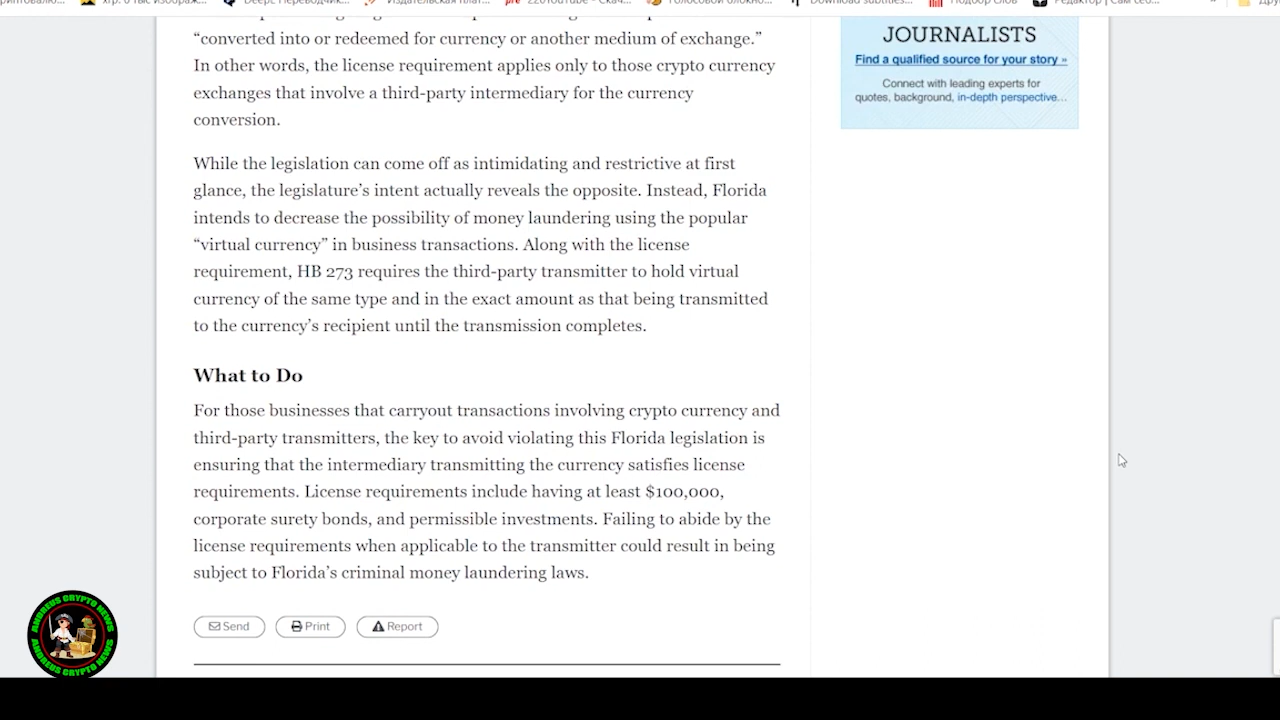 Download subtitles...
"converted into or redeemed for currency or another medium of exchange."
In other words, the license requirement applies only to those crypto currency
exchanges that involve a third-party intermediary for the currency
conversion.
While the legislation can come off as intimidating and restrictive at first
glance, the legislature's intent actually reveals the opposite. Instead, Florida
intends to decrease the possibility of money laundering using the popular
“virtual currency” in business transactions. Along with the license
requirement, HB 273 requires the third-party transmitter to hold virtual
currency of the same type and in the exact amount as that being transmitted
to the currency's recipient until the transmission completes.
What to Do
For those businesses that carryout transactions involving crypto currency and
third-party transmitters, the key to avoid violating this Florida legislation is
ensuring that the intermediary transmitting the currency satisfies license
requirements. License requirements include having at least $100,000,
corporate surety bonds, and permissible investments. Failing to abide by the
license requirements when applicable to the transmitter could result in being
subject to Florida's criminal money laundering laws.
Send Print Report
JOURNALISTS
Find a qualified source for your story »
Connect with leading experts for
quotes, background, in-depth perspective...
ANDREUS CRYPTO NEWS
ANDREUS CRYPTO NEWS